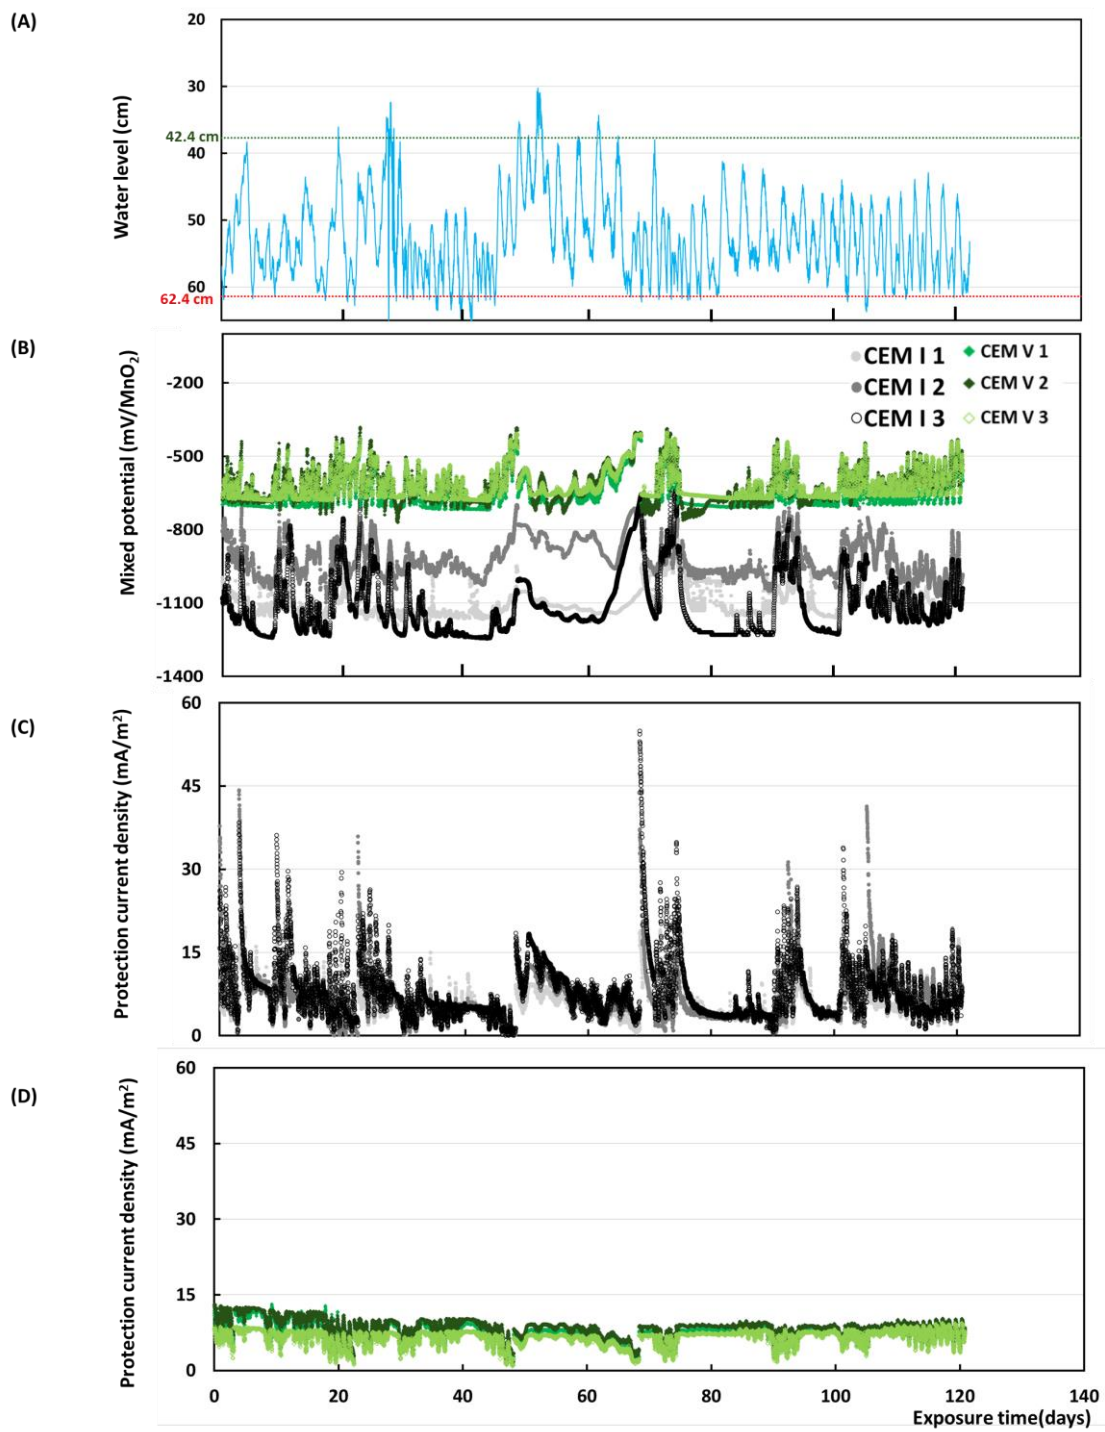 (A)
Water level (cm)
20
30
42.4 cm
40
50
60
62.4 cm
(B)
Mixed potential (mV/MnO₂)
-200
-500
-800
-1100
-1400
CEM I 1
CEM I 2
CEM I 3
CEM V 1
CEM V 2
CEM V 3
(C)
Protection current density (mA/m²)
60
45
30
15
0
(D)
Protection current density (mA/m²)
60
45
30
15
0
0 20 40 60 80 100 120 140
Exposure time(days)